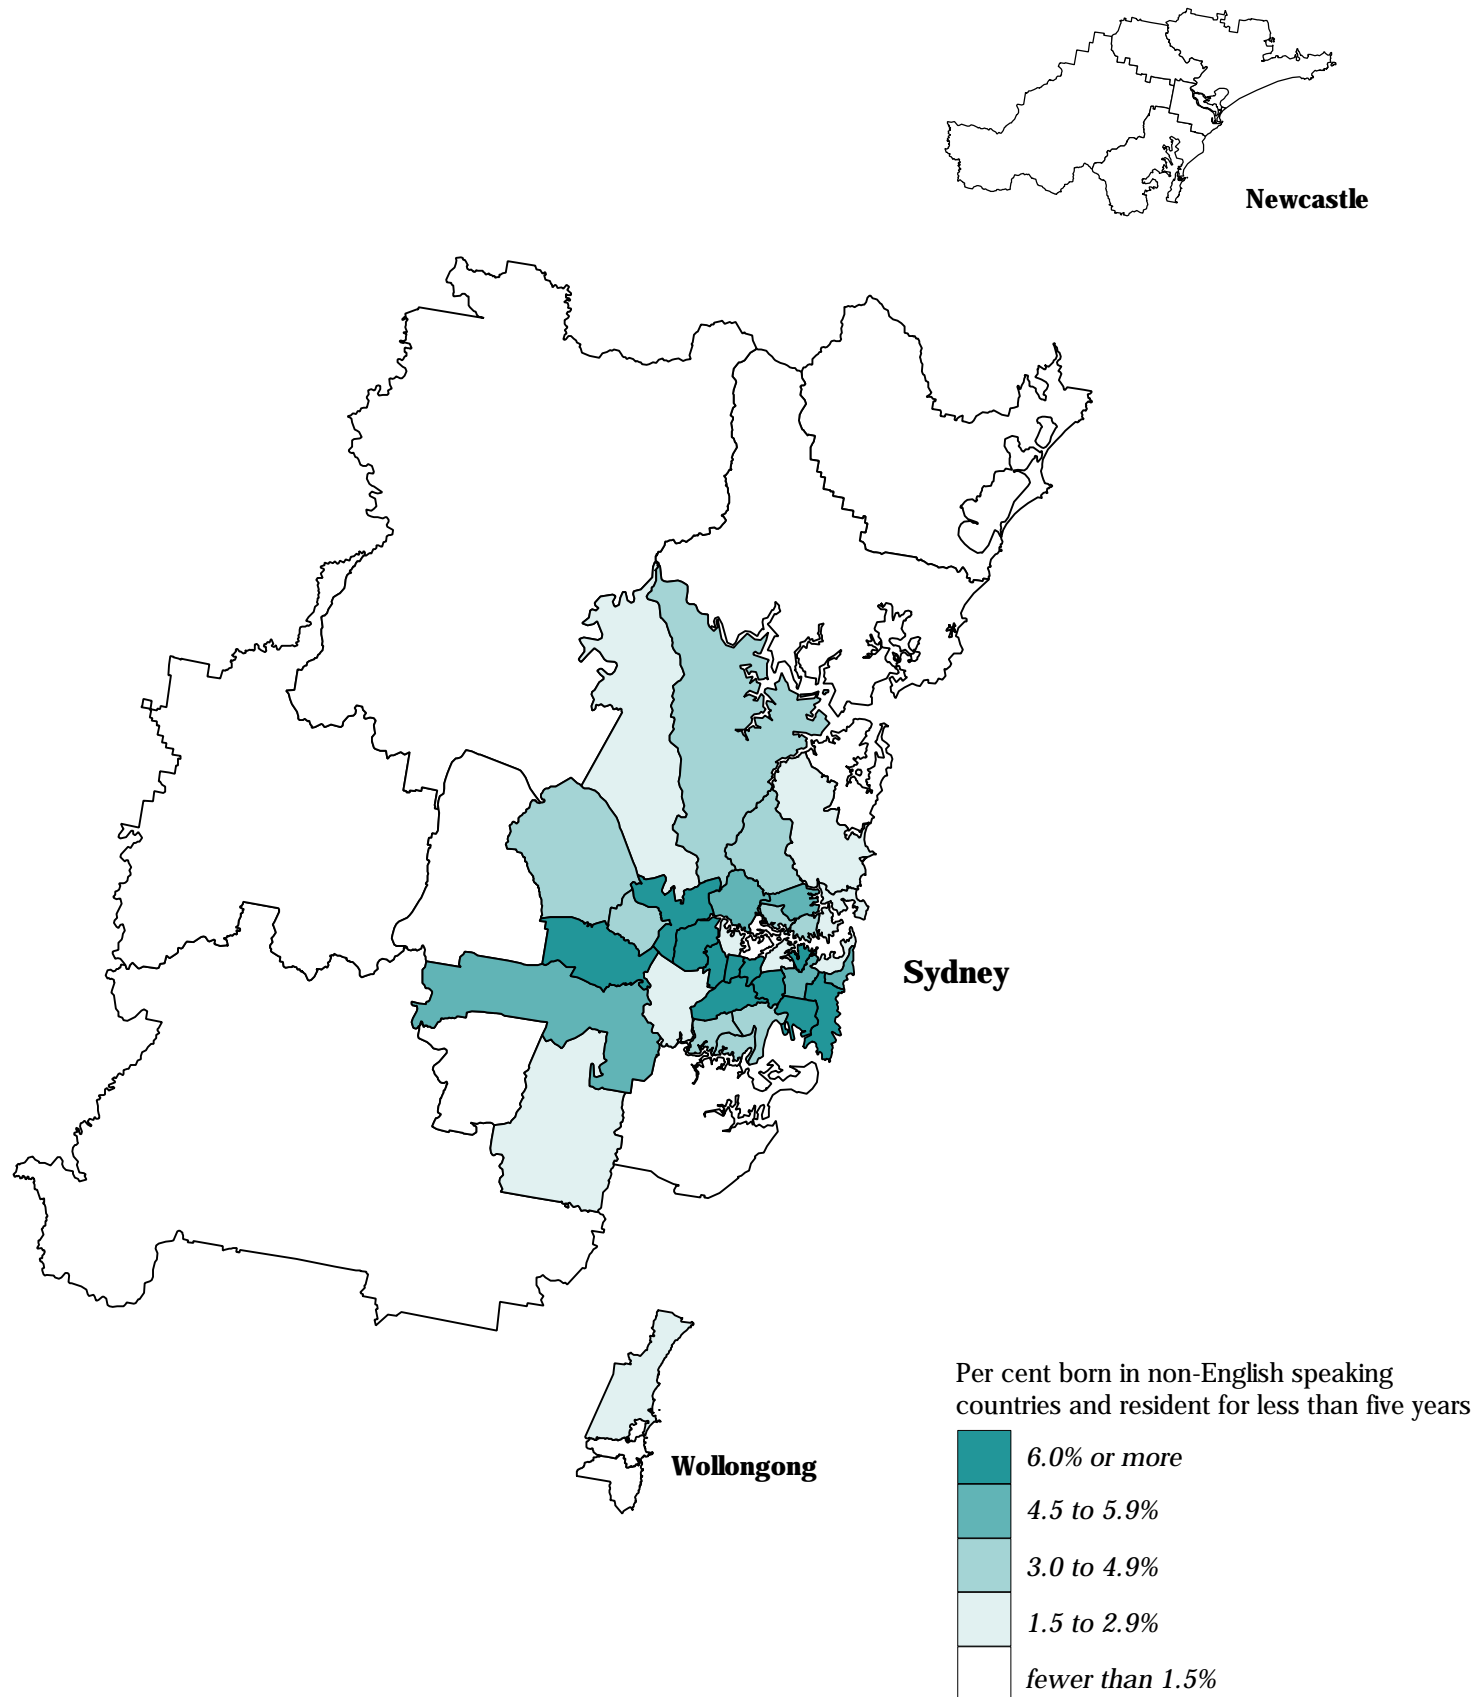 Newcastle
Sydney
Wollongong
Per cent born in non-English speaking
countries and resident for less than five years
6.0% or more
4.5 to 5.9%
3.0 to 4.9%
1.5 to 2.9%
fewer than 1.5%